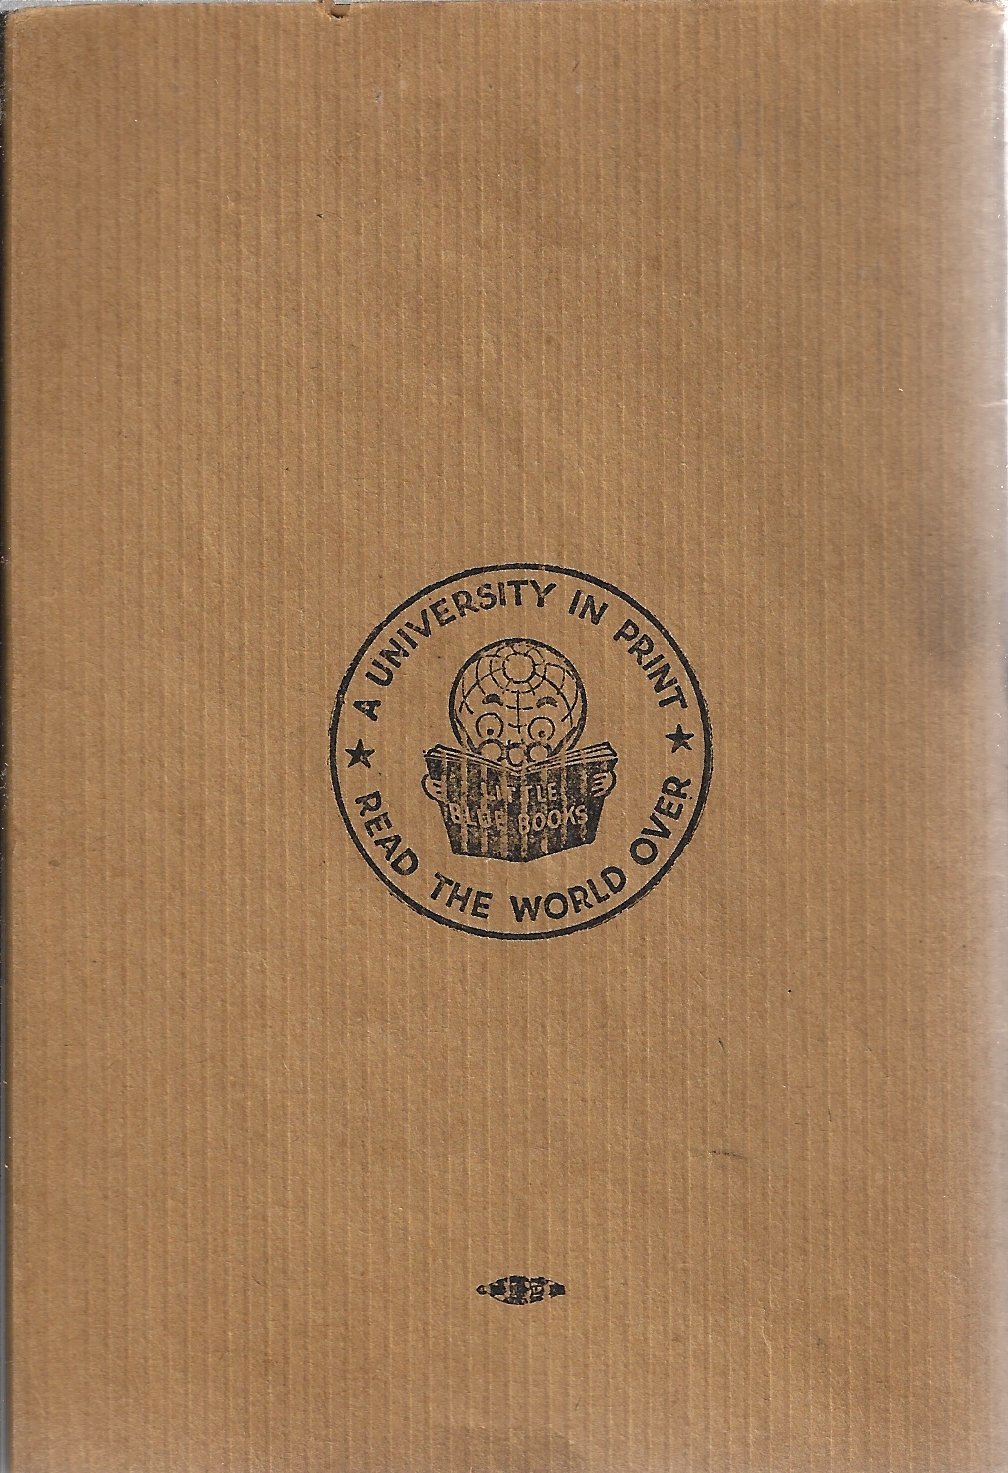 A UNIVERSITY IN PRINT
LITTLE
BLUE BOOKS
READ THE WORLD OVER